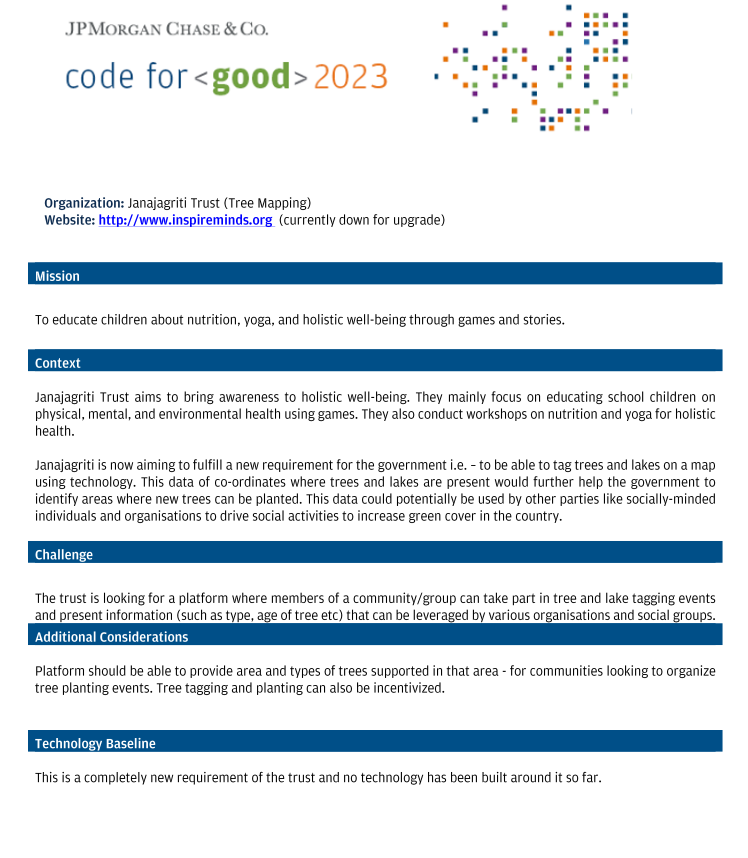 JPMORGAN CHASE & CO.
code for <good> 2023
Organization: Janajagriti Trust (Tree Mapping)
Website: http://www.inspireminds.org (currently down for upgrade)
Mission
To educate children about nutrition, yoga, and holistic well-being through games and stories.
Context
Janajagriti Trust aims to bring awareness to holistic well-being. They mainly focus on educating school children on
physical, mental, and environmental health using games. They also conduct workshops on nutrition and yoga for holistic
health.
Janajagriti is now aiming to fulfill a new requirement for the government i.e. – to be able to tag trees and lakes on a map
using technology. This data of co-ordinates where trees and lakes are present would further help the government to
identify areas where new trees can be planted. This data could potentially be used by other parties like socially-minded
individuals and organisations to drive social activities to increase green cover in the country.
Challenge
The trust is looking for a platform where members of a community/group can take part in tree and lake tagging events
and present information (such as type, age of tree etc) that can be leveraged by various organisations and social groups.
Additional Considerations
Platform should be able to provide area and types of trees supported in that area - for communities looking to organize
tree planting events. Tree tagging and planting can also be incentivized.
Technology Baseline
This is a completely new requirement of the trust and no technology has been built around it so far.